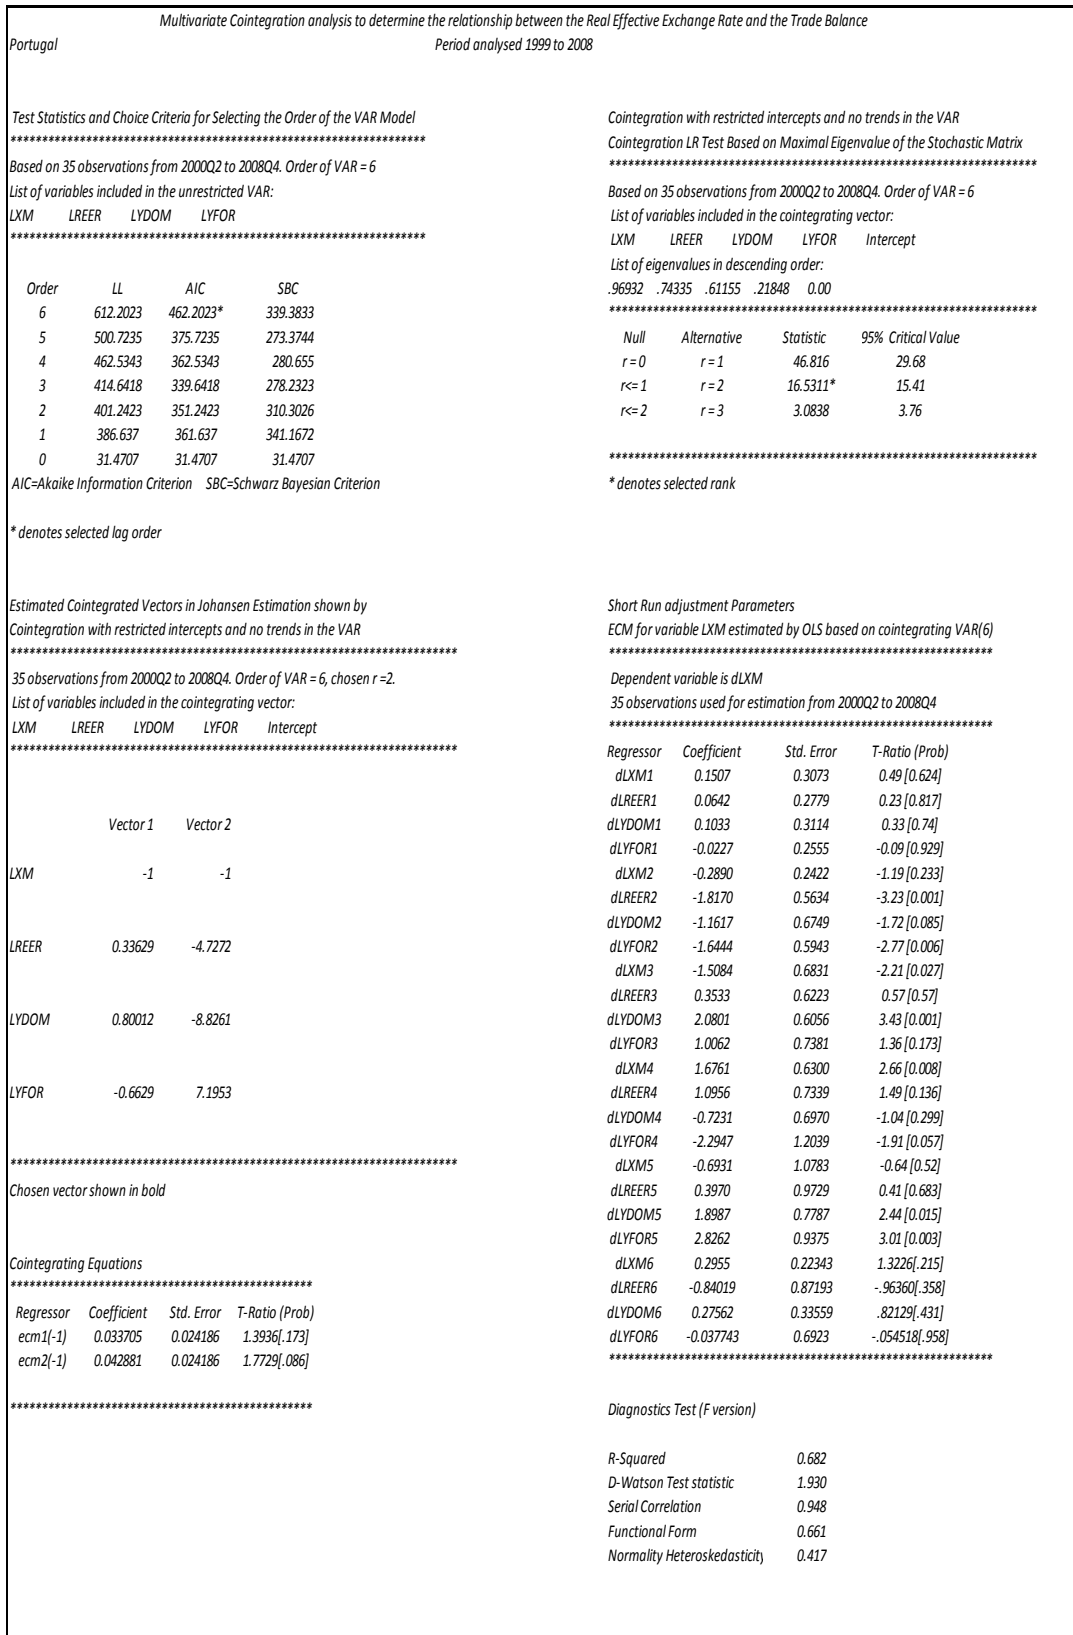 Multivariate Cointegration analysis to determine the relationship between the Real Effective Exchange Rate and the Trade Balance
Portugal Period analysed 1999 to 2008
Test Statistics and Choice Criteria for Selecting the Order of the VAR Model
******************************************************************
Based on 35 observations from 2000Q2 to 2008Q4. Order of VAR = 6
List of variables included in the unrestricted VAR:
LXM LREER LYDOM LYFOR
******************************************************************
Order LL AIC SBC
6 612.2023 462.2023* 339.3833
5 500.7235 375.7235 273.3744
4 462.5343 362.5343 280.655
3 414.6418 339.6418 278.2323
2 401.2423 351.2423 310.3026
1 386.637 361.637 341.1672
0 31.4707 31.4707 31.4707
AIC=Akaike Information Criterion SBC=Schwarz Bayesian Criterion
* denotes selected lag order
Cointegration with restricted intercepts and no trends in the VAR
Cointegration LR Test Based on Maximal Eigenvalue of the Stochastic Matrix
********************************************************************
Based on 35 observations from 2000Q2 to 2008Q4. Order of VAR = 6
List of variables included in the cointegrating vector:
LXM LREER LYDOM LYFOR Intercept
List of eigenvalues in descending order:
.96932 .74335 .61155 .21848 0.00
********************************************************************
Null Alternative Statistic 95% Critical Value
r = 0 r = 1 46.816 29.68
r<= 1 r = 2 16.5311* 15.41
r<= 2 r = 3 3.0838 3.76
********************************************************************
* denotes selected rank
Estimated Cointegrated Vectors in Johansen Estimation shown by
Cointegration with restricted intercepts and no trends in the VAR
***********************************************************************
35 observations from 2000Q2 to 2008Q4. Order of VAR = 6, chosen r =2.
List of variables included in the cointegrating vector:
LXM LREER LYDOM LYFOR Intercept
***********************************************************************
Vector 1 Vector 2
LXM -1 -1
LREER 0.33629 -4.7272
LYDOM 0.80012 -8.8261
LYFOR -0.6629 7.1953
***********************************************************************
Chosen vector shown in bold
Cointegrating Equations
************************************************
Regressor Coefficient Std. Error T-Ratio (Prob)
ecm1(-1) 0.033705 0.024186 1.3936[.173]
ecm2(-1) 0.042881 0.024186 1.7729[.086]
************************************************
Short Run adjustment Parameters
ECM for variable LXM estimated by OLS based on cointegrating VAR(6)
*************************************************************
Dependent variable is dLXM
35 observations used for estimation from 2000Q2 to 2008Q4
*************************************************************
Regressor Coefficient Std. Error T-Ratio (Prob)
dLXM1 0.1507 0.3073 0.49 [0.624]
dLREER1 0.0642 0.2779 0.23 [0.817]
dLYDOM1 0.1033 0.3114 0.33 [0.74]
dLYFOR1 -0.0227 0.2555 -0.09 [0.929]
dLXM2 -0.2890 0.2422 -1.19 [0.233]
dLREER2 -1.8170 0.5634 -3.23 [0.001]
dLYDOM2 -1.1617 0.6749 -1.72 [0.085]
dLYFOR2 -1.6444 0.5943 -2.77 [0.006]
dLXM3 -1.5084 0.6831 -2.21 [0.027]
dLREER3 0.3533 0.6223 0.57 [0.57]
dLYDOM3 2.0801 0.6056 3.43 [0.001]
dLYFOR3 1.0062 0.7381 1.36 [0.173]
dLXM4 1.6761 0.6300 2.66 [0.008]
dLREER4 1.0956 0.7339 1.49 [0.136]
dLYDOM4 -0.7231 0.6970 -1.04 [0.299]
dLYFOR4 -2.2947 1.2039 -1.91 [0.057]
dLXM5 -0.6931 1.0783 -0.64 [0.52]
dLREER5 0.3970 0.9729 0.41 [0.683]
dLYDOM5 1.8987 0.7787 2.44 [0.015]
dLYFOR5 2.8262 0.9375 3.01 [0.003]
dLXM6 0.2955 0.22343 1.3226[.215]
dLREER6 -0.84019 0.87193 -.96360[.358]
dLYDOM6 0.27562 0.33559 .82129[.431]
dLYFOR6 -0.037743 0.6923 -.054518[.958]
*************************************************************
Diagnostics Test (F version)
R-Squared 0.682
D-Watson Test statistic 1.930
Serial Correlation 0.948
Functional Form 0.661
Normality Heteroskedasticity 0.417